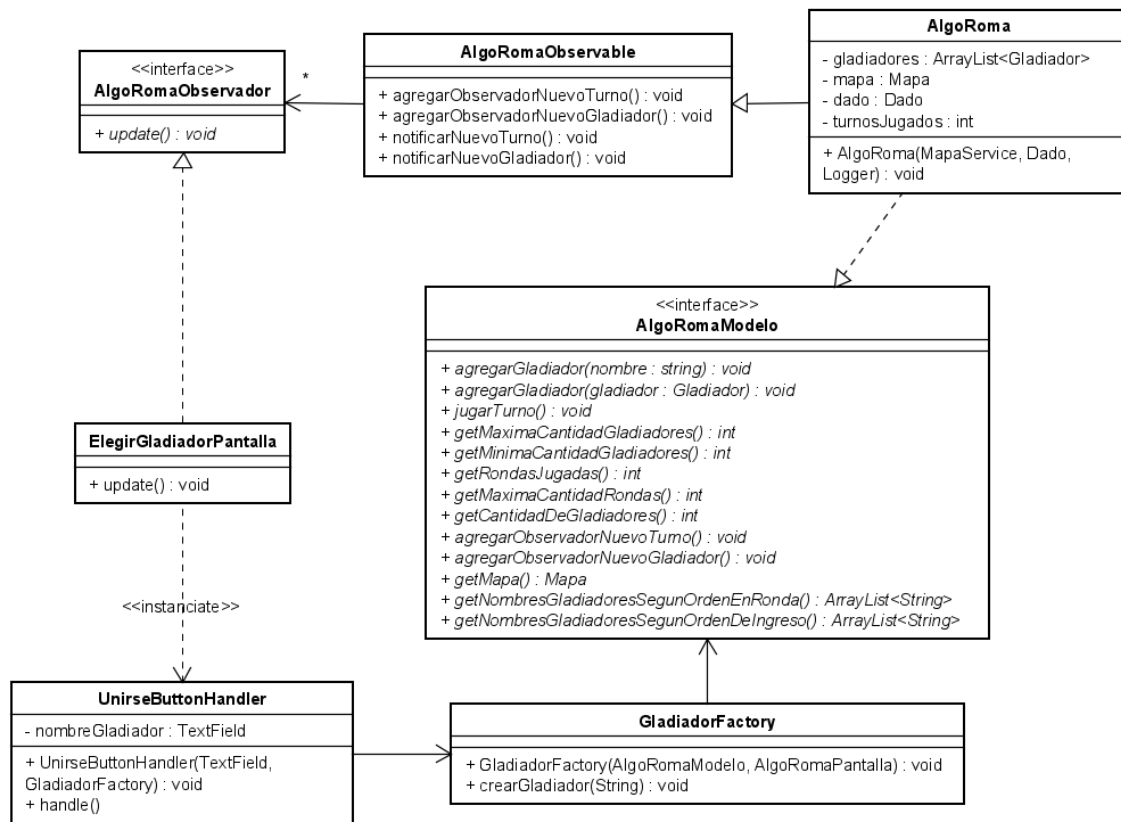 <<interface>>
AlgoRomaObservador
+ update() : void
*
AlgoRomaObservable
+ agregarObservadorNuevoTurno() : void
+ agregarObservadorNuevoGladiador() : void
+ notificarNuevoTurno() : void
+ notificarNuevoGladiador() : void
AlgoRoma
- gladiadores : ArrayList<Gladiador>
- mapa : Mapa
- dado : Dado
- turnosJugados : int
+ AlgoRoma(MapaService, Dado,
Logger) : void
<<interface>>
AlgoRomaModelo
+ agregarGladiador(nombre : string) : void
+ agregarGladiador(gladiador : Gladiador) : void
+ jugarTurno() : void
+ getMaximaCantidadGladiadores() : int
+ getMinimaCantidadGladiadores() : int
+ getRondasJugadas() : int
+ getMaximaCantidadRondas() : int
+ getCantidadDeGladiadores() : int
+ agregarObservadorNuevoTurno() : void
+ agregarObservadorNuevoGladiador() : void
+ getMapa() : Mapa
+ getNombresGladiadoresSegunOrdenEnRonda() : ArrayList<String>
+ getNombresGladiadoresSegunOrdenDeIngreso() : ArrayList<String>
ElegirGladiadorPantalla
+ update() : void
<<instanciate>>
UnirseButtonHandler
- nombreGladiador : TextField
+ UnirseButtonHandler(TextField,
GladiadorFactory) : void
+ handle()
GladiadorFactory
+ GladiadorFactory(AlgoRomaModelo, AlgoRomaPantalla) : void
+ crearGladiador(String) : void